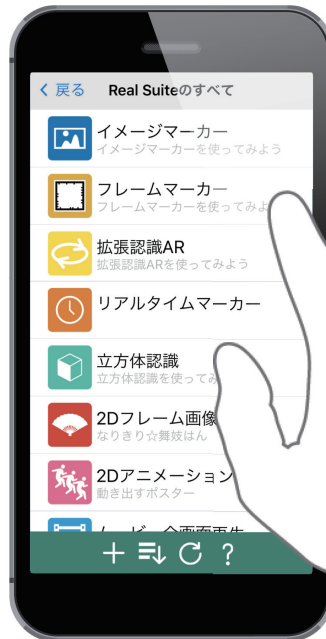 戻る
Real Suiteのすべて
イメージマーカー
イメージマーカーを使ってみよう
フレームマーカー
フレームマーカーを使ってみよ
拡張認識AR
拡張認識ARを使ってみよう
リアルタイムマーカー
立方体認識
立方体認識を使ってみ
2Dフレーム画像
なりきり☆舞妓はん
2Dアニメーション
動き出すポスター
?